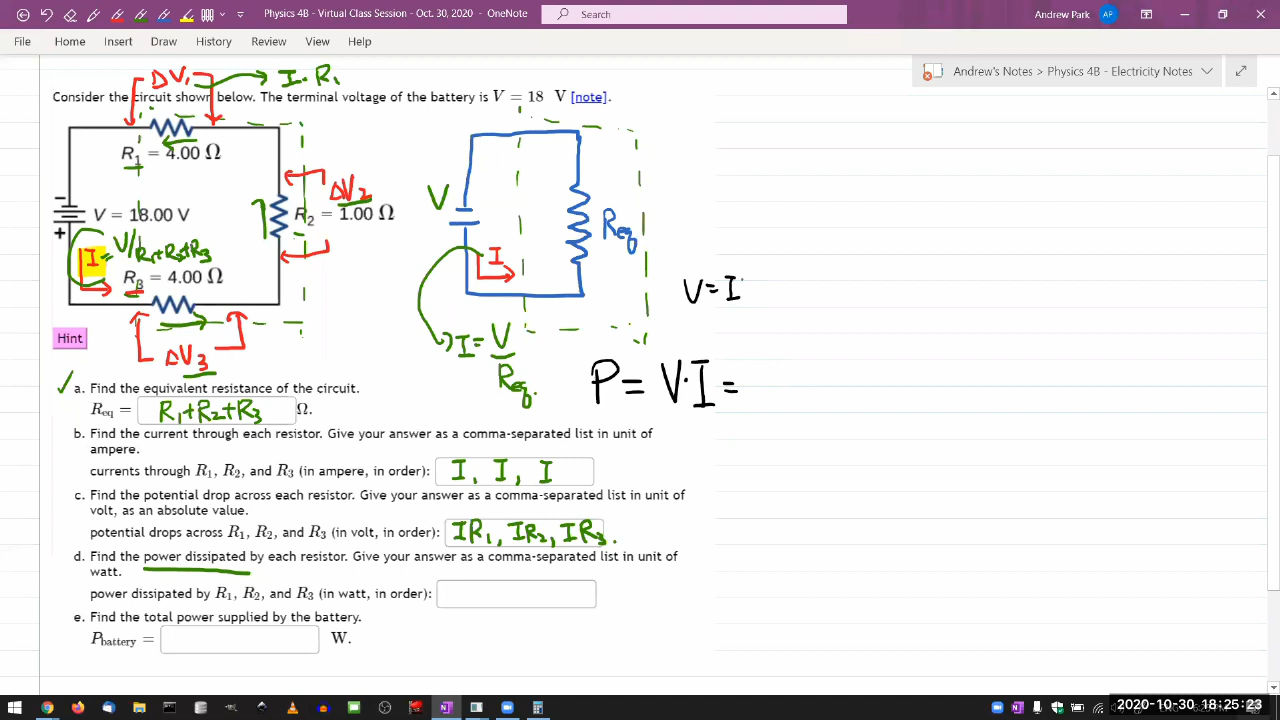 Physics 4B - Virtual Class Session - Oct. 30, 2020 - OneNote
Search
Andrew Park
AP
File Home Insert Draw History Review View Help
Andrew's Notes > Physics 4B - Electricity Notes
ΔV₁ → I·R₁
Consider the circuit shown below. The terminal voltage of the battery is V = 18 V [note].
R₁ = 4.00 Ω
V = 18.00 V
ΔV₂
R₂ = 1.00 Ω
I = V/R₁+R₂+R₃
R₃ = 4.00 Ω
ΔV₃
V
Req
I
I = V/Req.
V = I
P = V·I =
Hint
✓ a. Find the equivalent resistance of the circuit.
Req = R₁+R₂+R₃ Ω.
b. Find the current through each resistor. Give your answer as a comma-separated list in unit of
ampere.
currents through R₁, R₂, and R₃ (in ampere, in order): I, I, I
c. Find the potential drop across each resistor. Give your answer as a comma-separated list in unit of
volt, as an absolute value.
potential drops across R₁, R₂, and R₃ (in volt, in order): IR₁, IR₂, IR₃.
d. Find the power dissipated by each resistor. Give your answer as a comma-separated list in unit of
watt.
power dissipated by R₁, R₂, and R₃ (in watt, in order):
e. Find the total power supplied by the battery.
Pbattery = W.
2020-10-30 18:25:23